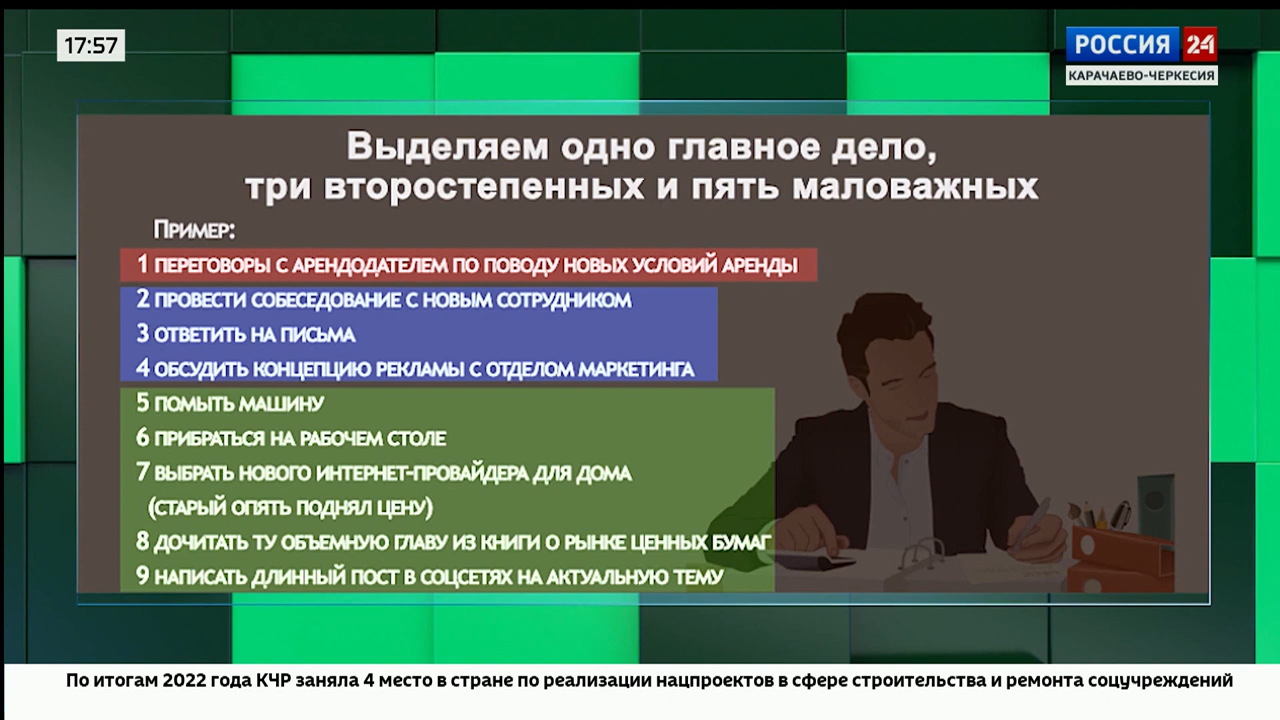 17:57
РОССИЯ 24
КАРАЧАЕВО-ЧЕРКЕСИЯ
Выделяем одно главное дело,
три второстепенных и пять маловажных
Пример:
1 ПЕРЕГОВОРЫ С АРЕНДОДАТЕЛЕМ ПО ПОВОДУ НОВЫХ УСЛОВИЙ АРЕНДЫ
2 ПРОВЕСТИ СОБЕСЕДОВАНИЕ С НОВЫМ СОТРУДНИКОМ
3 ОТВЕТИТЬ НА ПИСЬМА
4 ОБСУДИТЬ КОНЦЕПЦИЮ РЕКЛАМЫ С ОТДЕЛОМ МАРКЕТИНГА
5 ПОМЫТЬ МАШИНУ
6 ПРИБРАТЬСЯ НА РАБОЧЕМ СТОЛЕ
7 ВЫБРАТЬ НОВОГО ИНТЕРНЕТ-ПРОВАЙДЕРА ДЛЯ ДОМА
(СТАРЫЙ ОПЯТЬ ПОДНЯЛ ЦЕНУ)
8 ДОЧИТАТЬ ТУ ОБЪЕМНУЮ ГЛАВУ ИЗ КНИГИ О РЫНКЕ ЦЕННЫХ БУМАГ
9 НАПИСАТЬ ДЛИННЫЙ ПОСТ В СОЦСЕТЯХ НА АКТУАЛЬНУЮ ТЕМУ
По итогам 2022 года КЧР заняла 4 место в стране по реализации нацпроектов в сфере строительства и ремонта соцучреждений